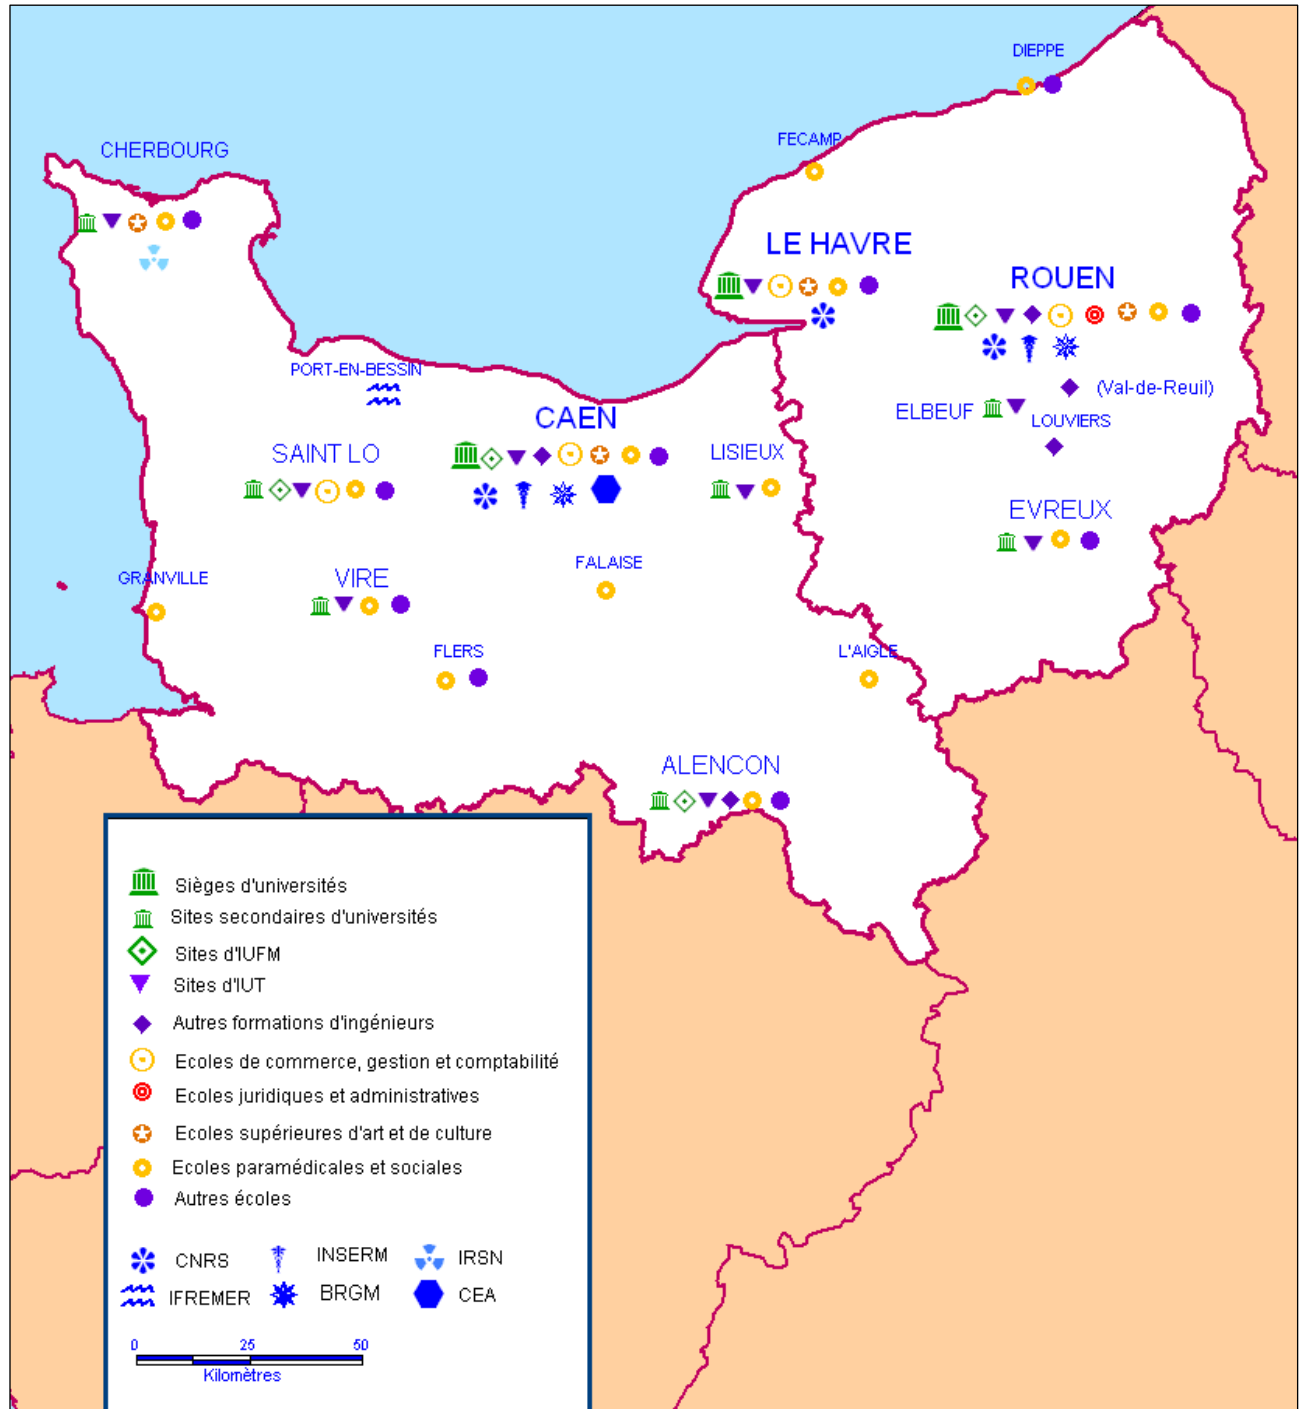 DIEPPE
FECAMP
CHERBOURG
LE HAVRE
ROUEN
PORT-EN-BESSIN
(Val-de-Reuil)
CAEN
ELBEUF
LOUVIERS
SAINT LO
LISIEUX
EVREUX
FALAISE
GRANVILLE
VIRE
FLERS
L'AIGLE
ALENCON
Sièges d'universités
Sites secondaires d'universités
Sites d'IUFM
Sites d'IUT
Autres formations d'ingénieurs
Ecoles de commerce, gestion et comptabilité
Ecoles juridiques et administratives
Ecoles supérieures d'art et de culture
Ecoles paramédicales et sociales
Autres écoles
CNRS INSERM IRSN
IFREMER BRGM CEA
0 25 50
Kilomètres